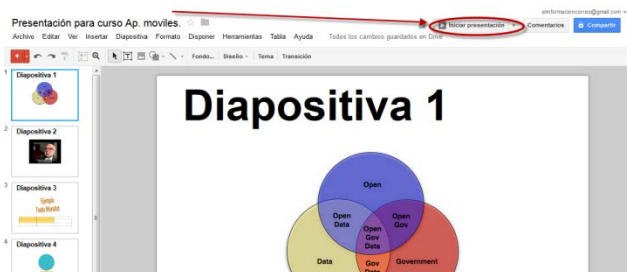 atinformacioncorreo@gmail.com
Presentación para curso Ap. moviles.
Iniciar presentación
Comentarios
Compartir
Archivo Editar Ver Insertar Diapositiva Formato Disponer Herramientas Tabla Ayuda Todos los cambios guardados en Drive
Fondo... Diseño Tema Transición
1 Diapositiva 1
2 Diapositiva 2
3 Diapositiva 3
Ejemplo
Texto WordArt
4 Diapositiva 4
Diapositiva 1
Open
Open Data
Open Gov
Open Gov Data
Data
Gov Data
Government